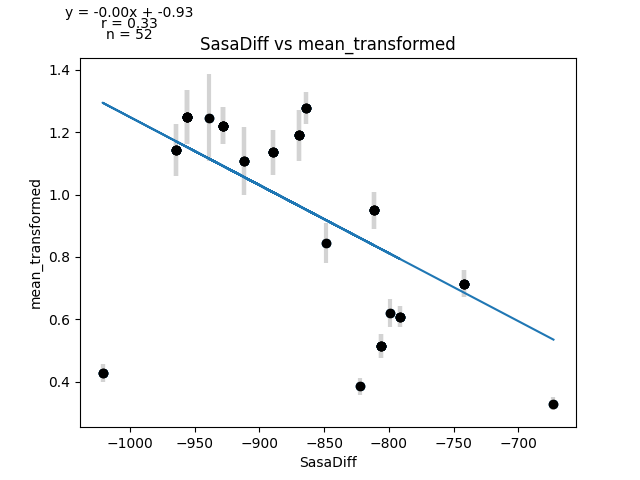 y = -0.00x + -0.93
r = 0.33
n = 52
SasaDiff vs mean_transformed
1.4
1.2
1.0
0.8
0.6
0.4
mean_transformed
−1000
−950
−900
−850
−800
−750
−700
SasaDiff